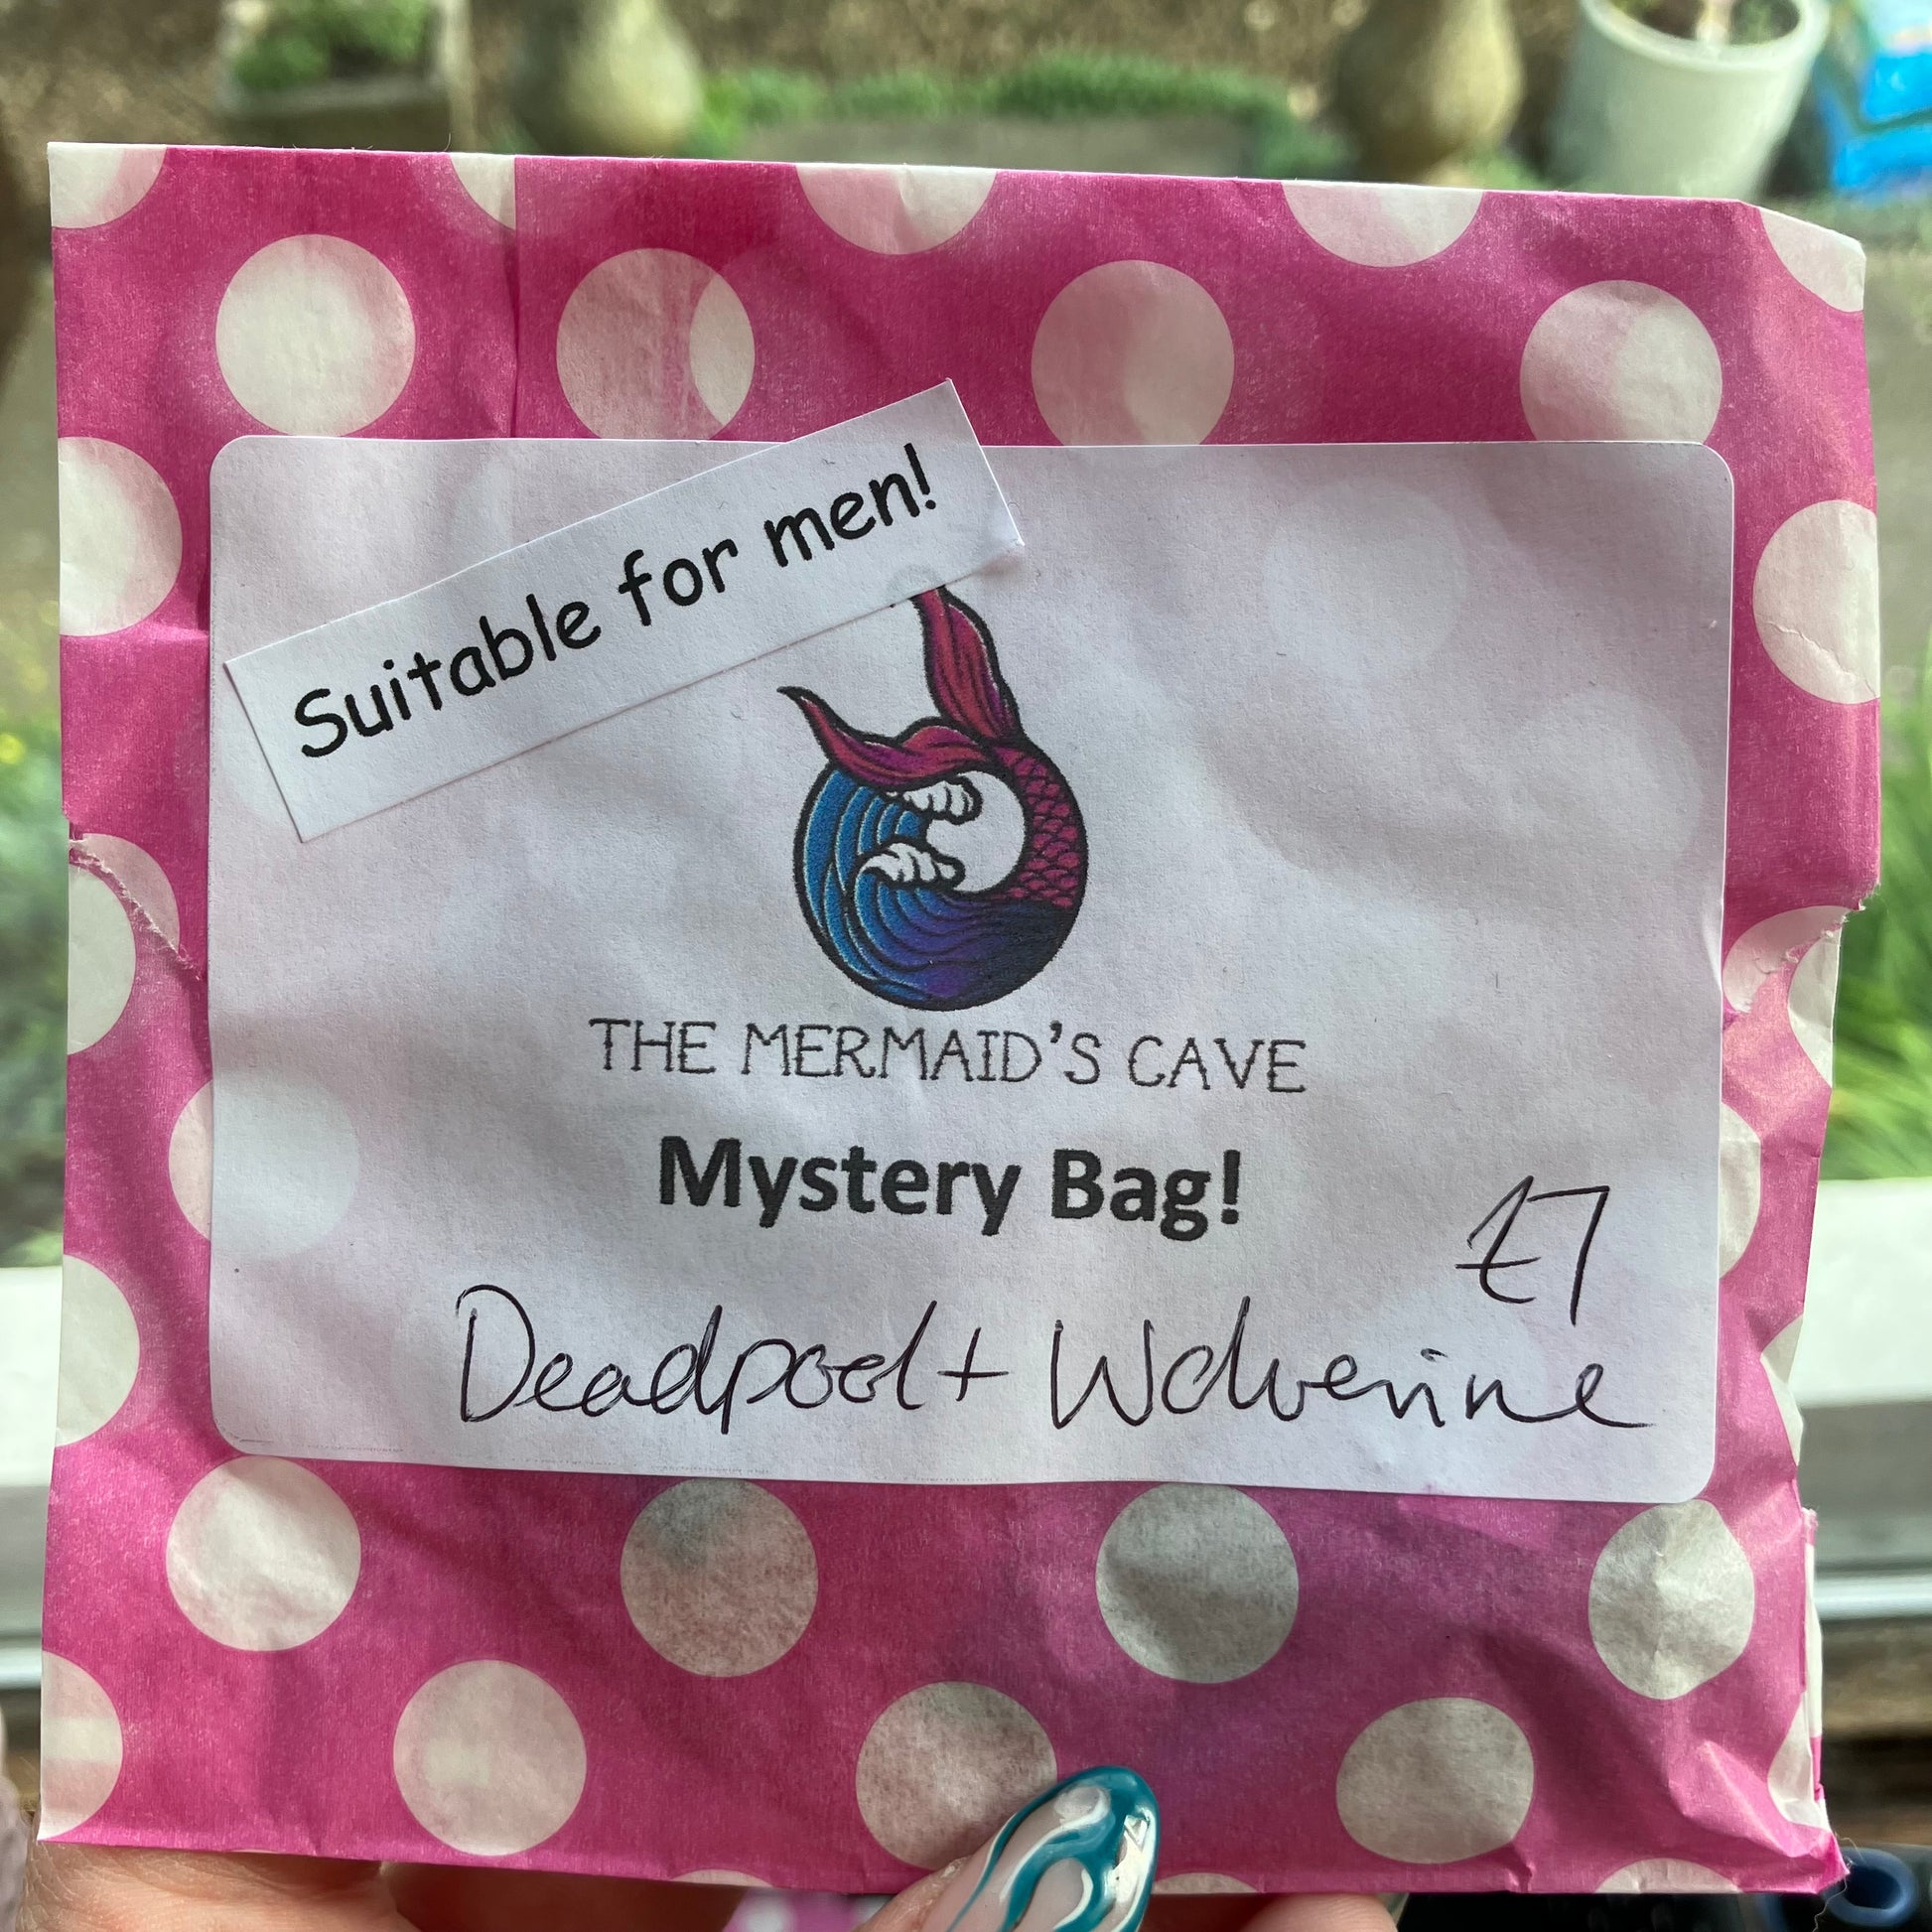 Suitable for men!
THE MERMAID'S CAVE
Mystery Bag!
£7
Deadpool + Wolverine